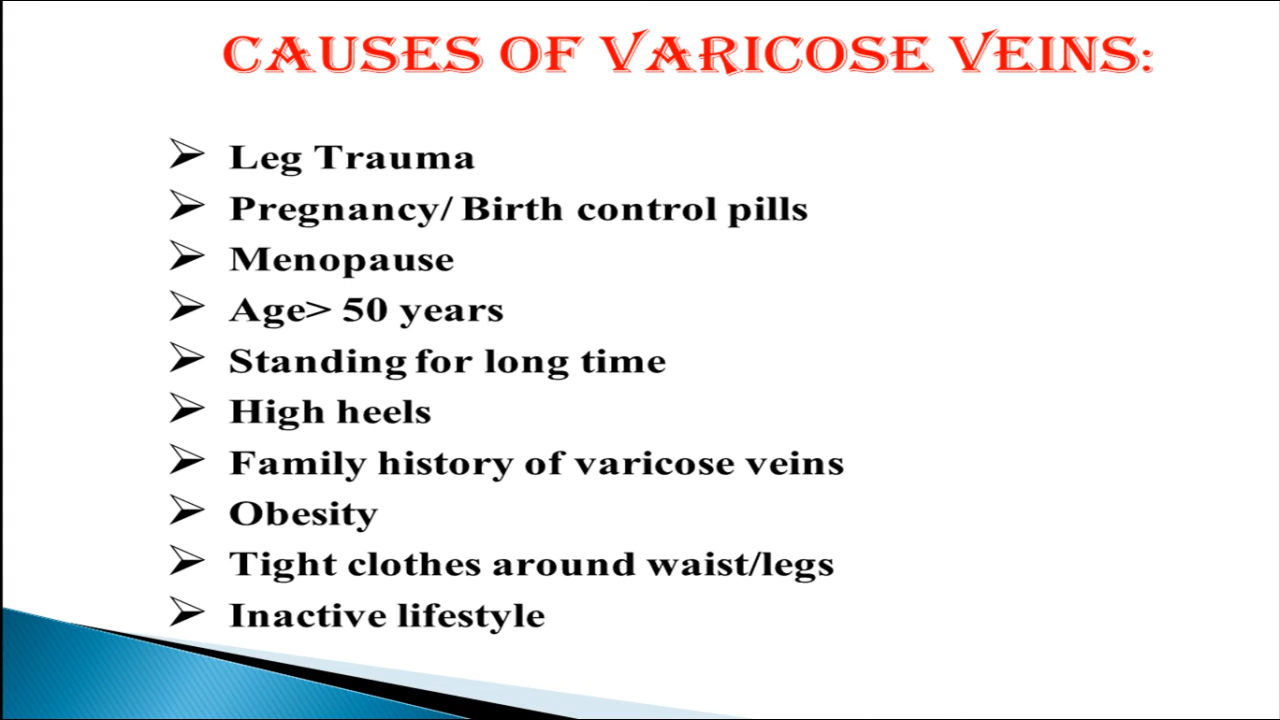 CAUSES OF VARICOSE VEINS:
➢ Leg Trauma
➢ Pregnancy/ Birth control pills
➢ Menopause
➢ Age> 50 years
➢ Standing for long time
➢ High heels
➢ Family history of varicose veins
➢ Obesity
➢ Tight clothes around waist/legs
➢ Inactive lifestyle